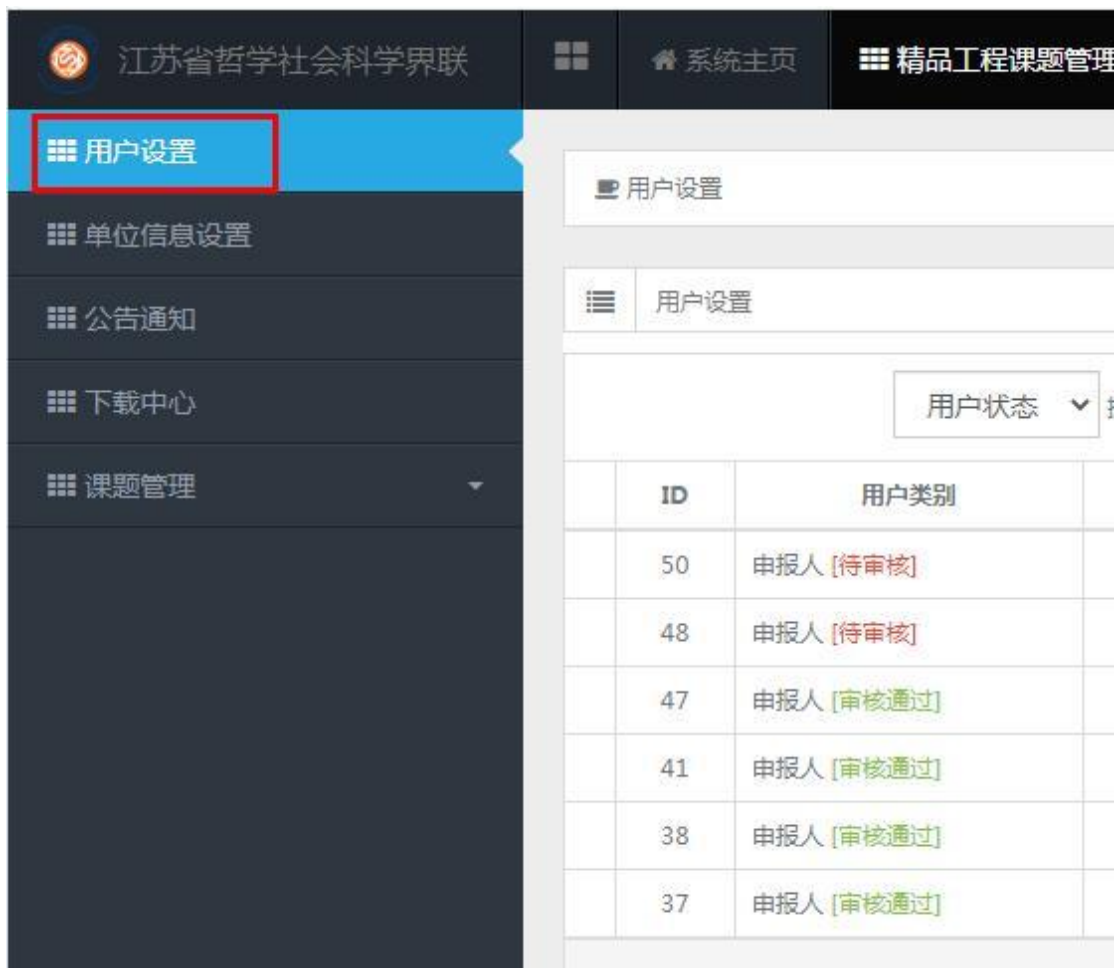 江苏省哲学社会科学界联
系统主页
精品工程课题管理
用户设置
单位信息设置
公告通知
下载中心
课题管理
用户设置
用户设置
用户状态
ID 用户类别
50 申报人 [待审核]
48 申报人 [待审核]
47 申报人 [审核通过]
41 申报人 [审核通过]
38 申报人 [审核通过]
37 申报人 [审核通过]